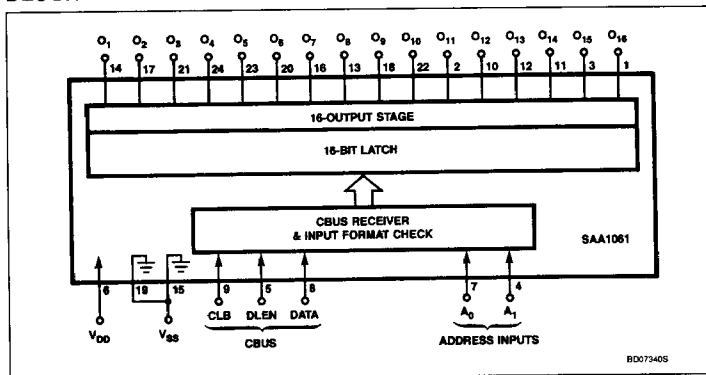 O1 O2 O3 O4 O5 O6 O7 O8 O9 O10 O11 O12 O13 O14 O15 O16
14 17 21 24 23 20 16 13 18 22 2 10 12 11 3 1
16-OUTPUT STAGE
16-BIT LATCH
CBUS RECEIVER
& INPUT FORMAT CHECK
SAA1061
6 19 15 9 5 8 7 4
VDD VSS CLB DLEN DATA A0 A1
CBUS ADDRESS INPUTS
BD07340S